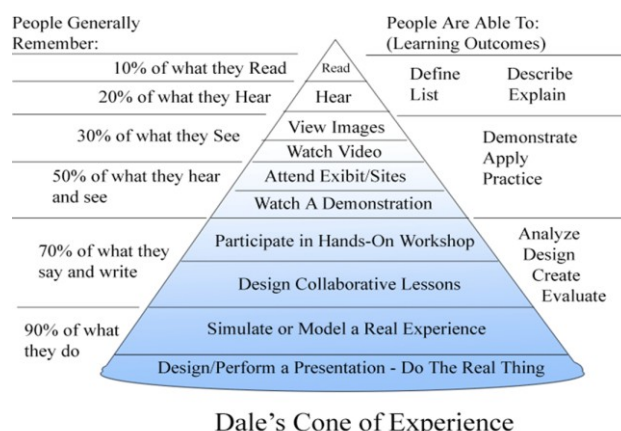 People Generally
Remember:
People Are Able To:
(Learning Outcomes)
10% of what they Read
Read
Define
Describe
List
Explain
20% of what they Hear
Hear
30% of what they See
View Images
Watch Video
Demonstrate
Apply
Practice
50% of what they hear
and see
Attend Exibit/Sites
Watch A Demonstration
70% of what they
say and write
Participate in Hands-On Workshop
Design Collaborative Lessons
Analyze
Design
Create
Evaluate
90% of what
they do
Simulate or Model a Real Experience
Design/Perform a Presentation - Do The Real Thing
Dale's Cone of Experience